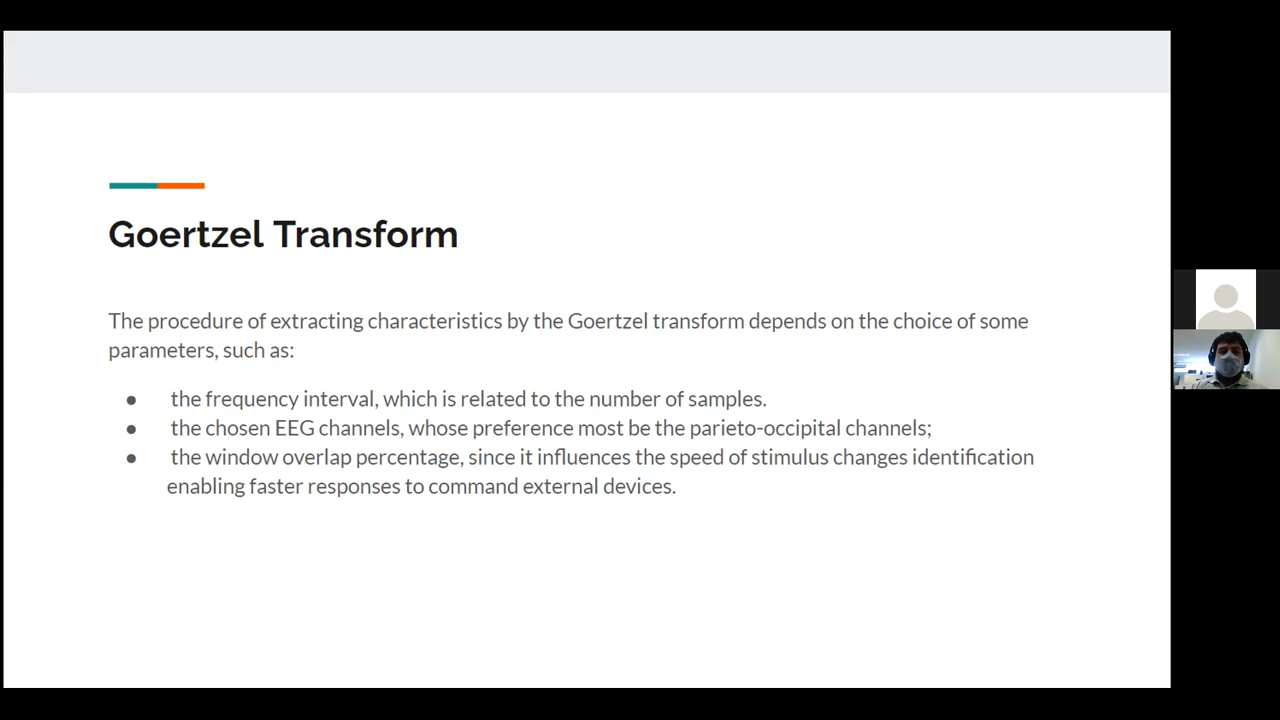 Goertzel Transform
The procedure of extracting characteristics by the Goertzel transform depends on the choice of some
parameters, such as:
● the frequency interval, which is related to the number of samples.
● the chosen EEG channels, whose preference most be the parieto-occipital channels;
● the window overlap percentage, since it influences the speed of stimulus changes identification
enabling faster responses to command external devices.